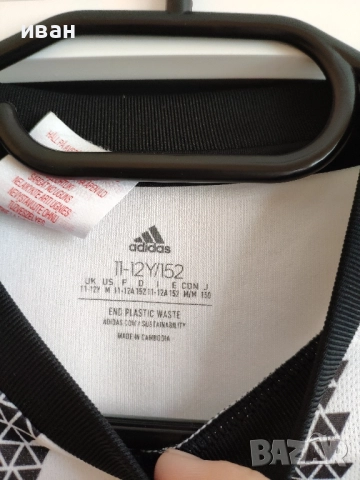 иван
adidas
11-12Y/152
UK US F D I E CON J
11-12Y M 11-12A 152 11-12A 152 M/M 150
END PLASTIC WASTE
ADIDAS.COM/SUSTAINABILITY
MADE IN CAMBODIA
BAZAR